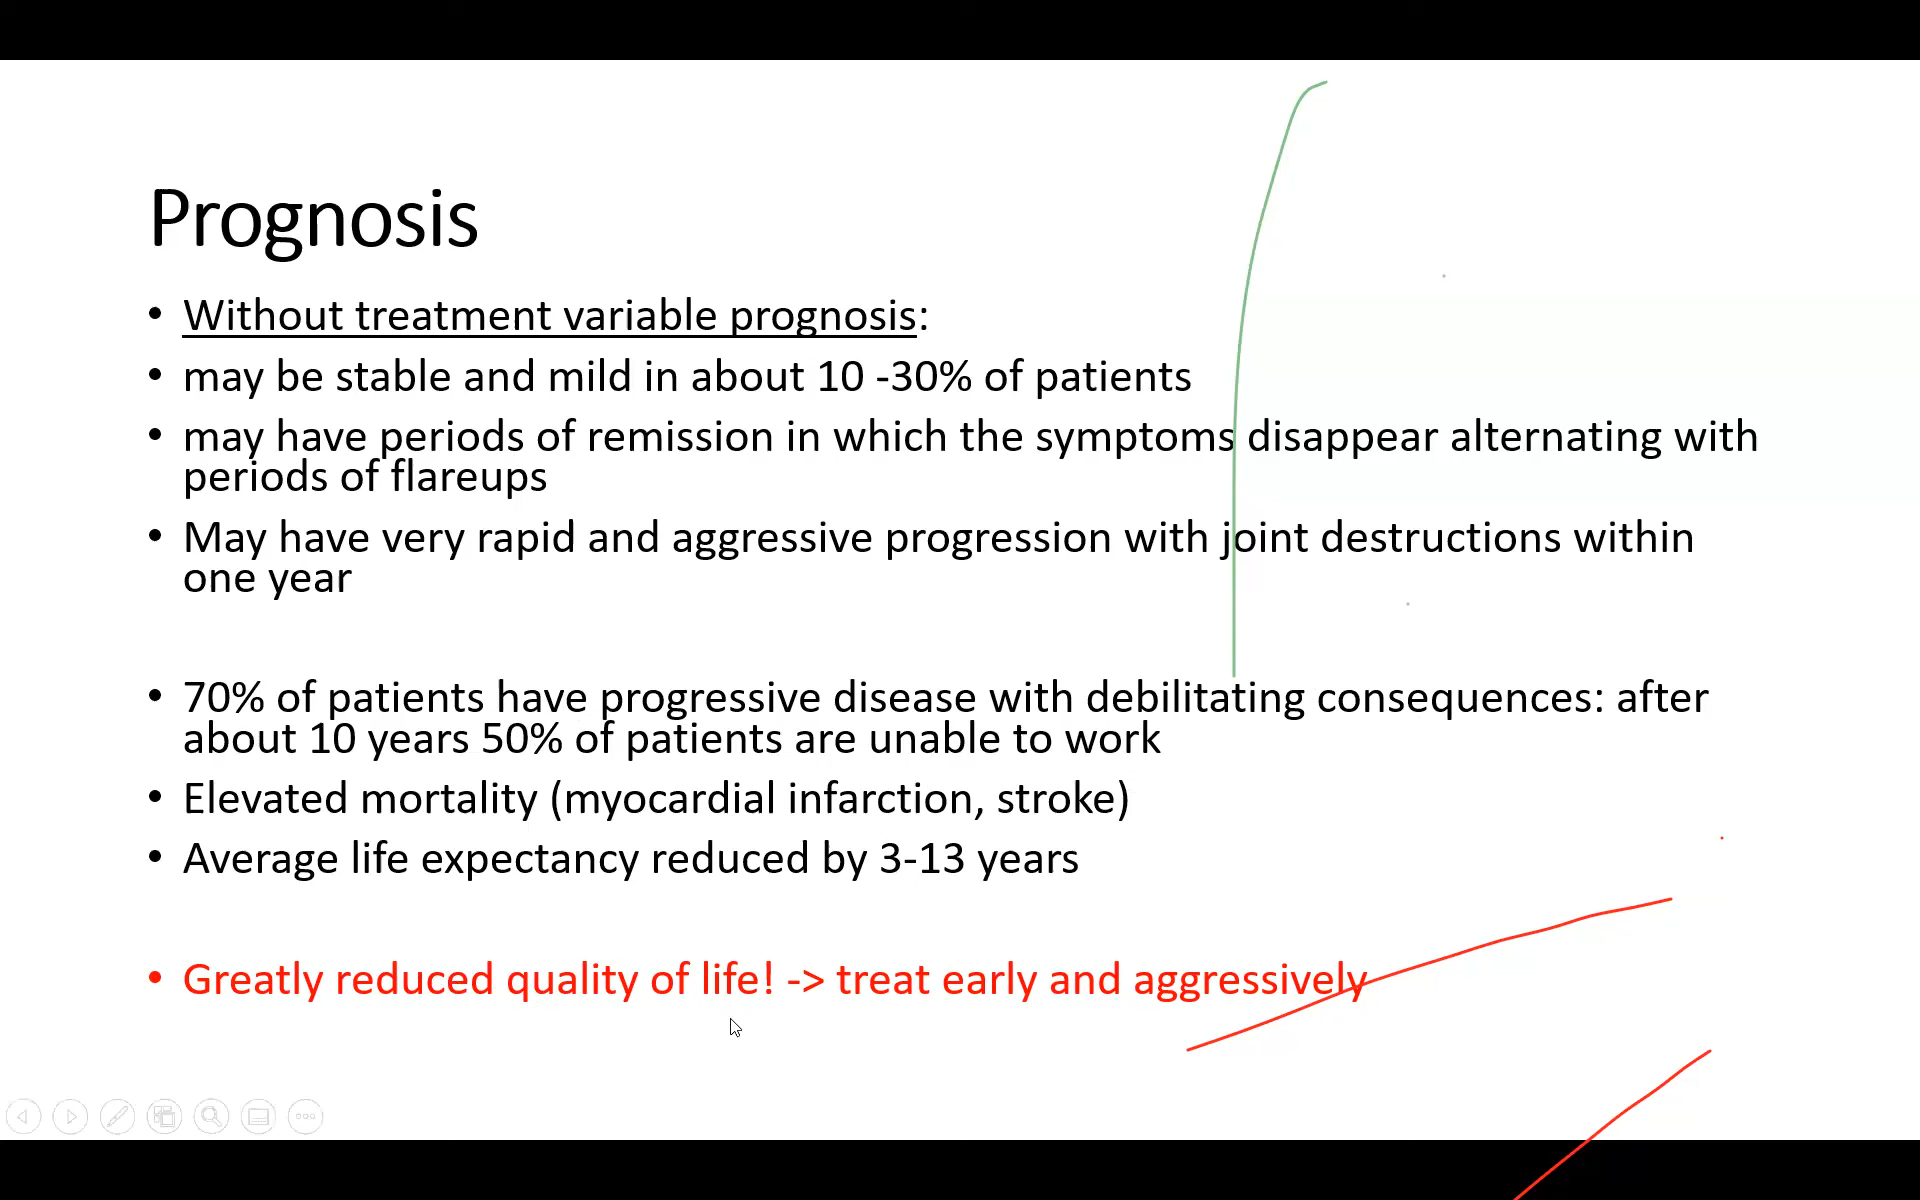 Prognosis
• Without treatment variable prognosis:
• may be stable and mild in about 10 -30% of patients
• may have periods of remission in which the symptoms disappear alternating with
periods of flareups
• May have very rapid and aggressive progression with joint destructions within
one year
• 70% of patients have progressive disease with debilitating consequences: after
about 10 years 50% of patients are unable to work
• Elevated mortality (myocardial infarction, stroke)
• Average life expectancy reduced by 3-13 years
• Greatly reduced quality of life! -> treat early and aggressively